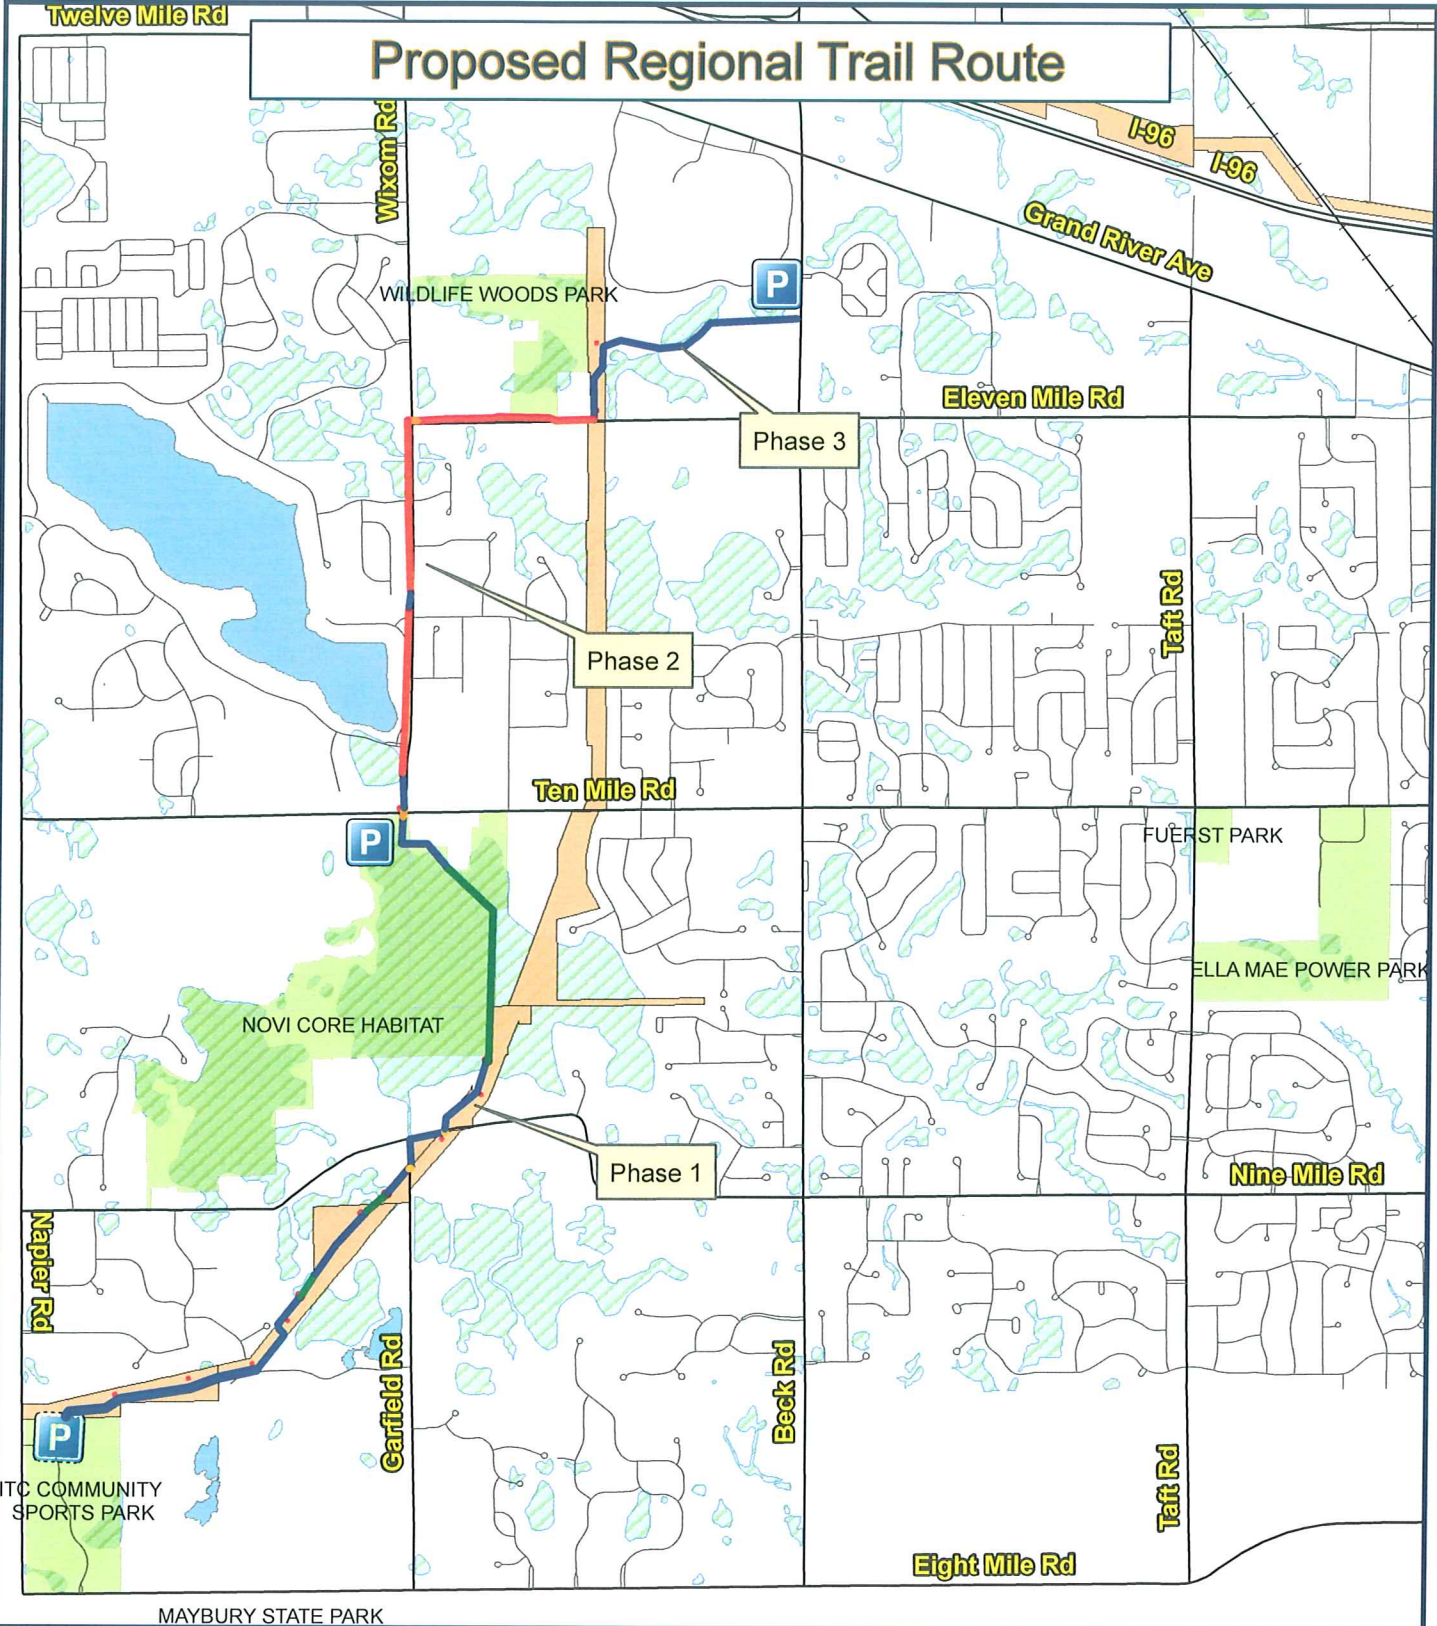 Twelve Mile Rd
Proposed Regional Trail Route
Wixom Rd
I-96
I-96
Grand River Ave
P
WILDLIFE WOODS PARK
Eleven Mile Rd
Phase 3
Taft Rd
Phase 2
Ten Mile Rd
P
FUERST PARK
ELLA MAE POWER PARK
NOVI CORE HABITAT
Phase 1
Nine Mile Rd
Napier Rd
Garfield Rd
Beck Rd
P
Taft Rd
ITC COMMUNITY
SPORTS PARK
Eight Mile Rd
MAYBURY STATE PARK